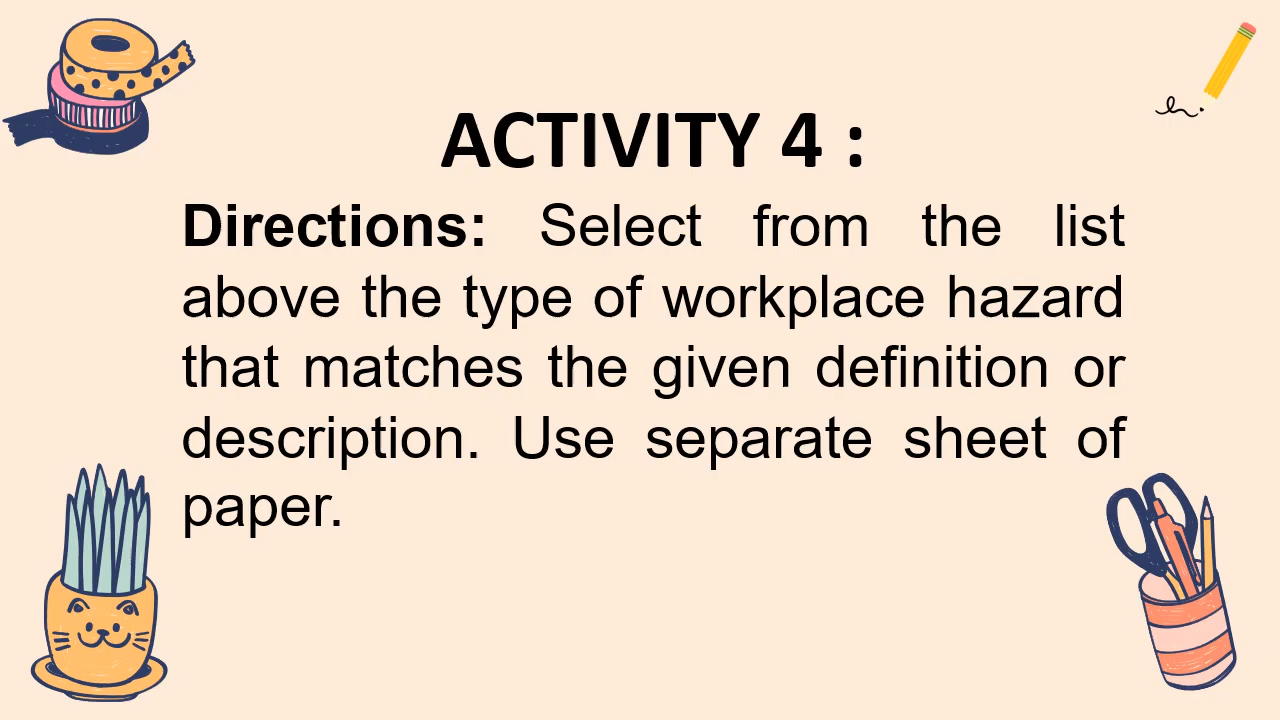 ACTIVITY 4 :
Directions: Select from the list
above the type of workplace hazard
that matches the given definition or
description. Use separate sheet of
paper.